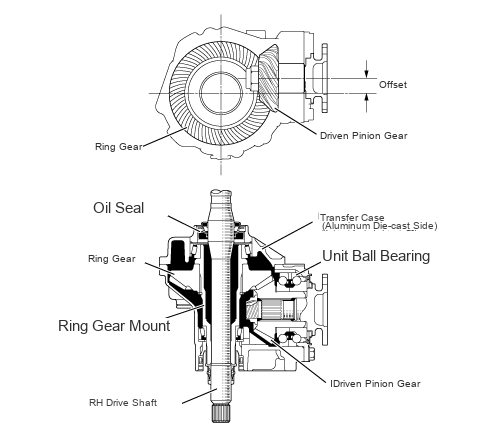 Offset
Driven Pinion Gear
Ring Gear
Oil Seal
Transfer Case
(Aluminum Die-cast Side)
Ring Gear
Unit Ball Bearing
Ring Gear Mount
IDriven Pinion Gear
RH Drive Shaft